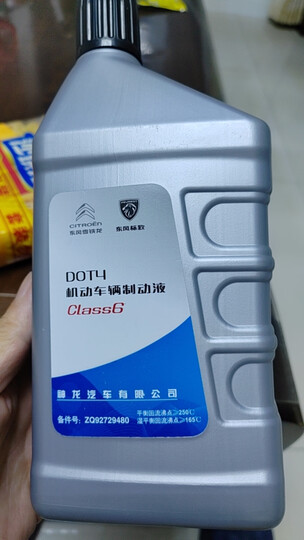 CITROËN
东风雪铁龙
东风标致
DOT4
机动车辆制动液
Class6
神龙汽车有限公司
备件号: ZQ92729480
平衡回流沸点≥250℃
湿平衡回流沸点≥165℃